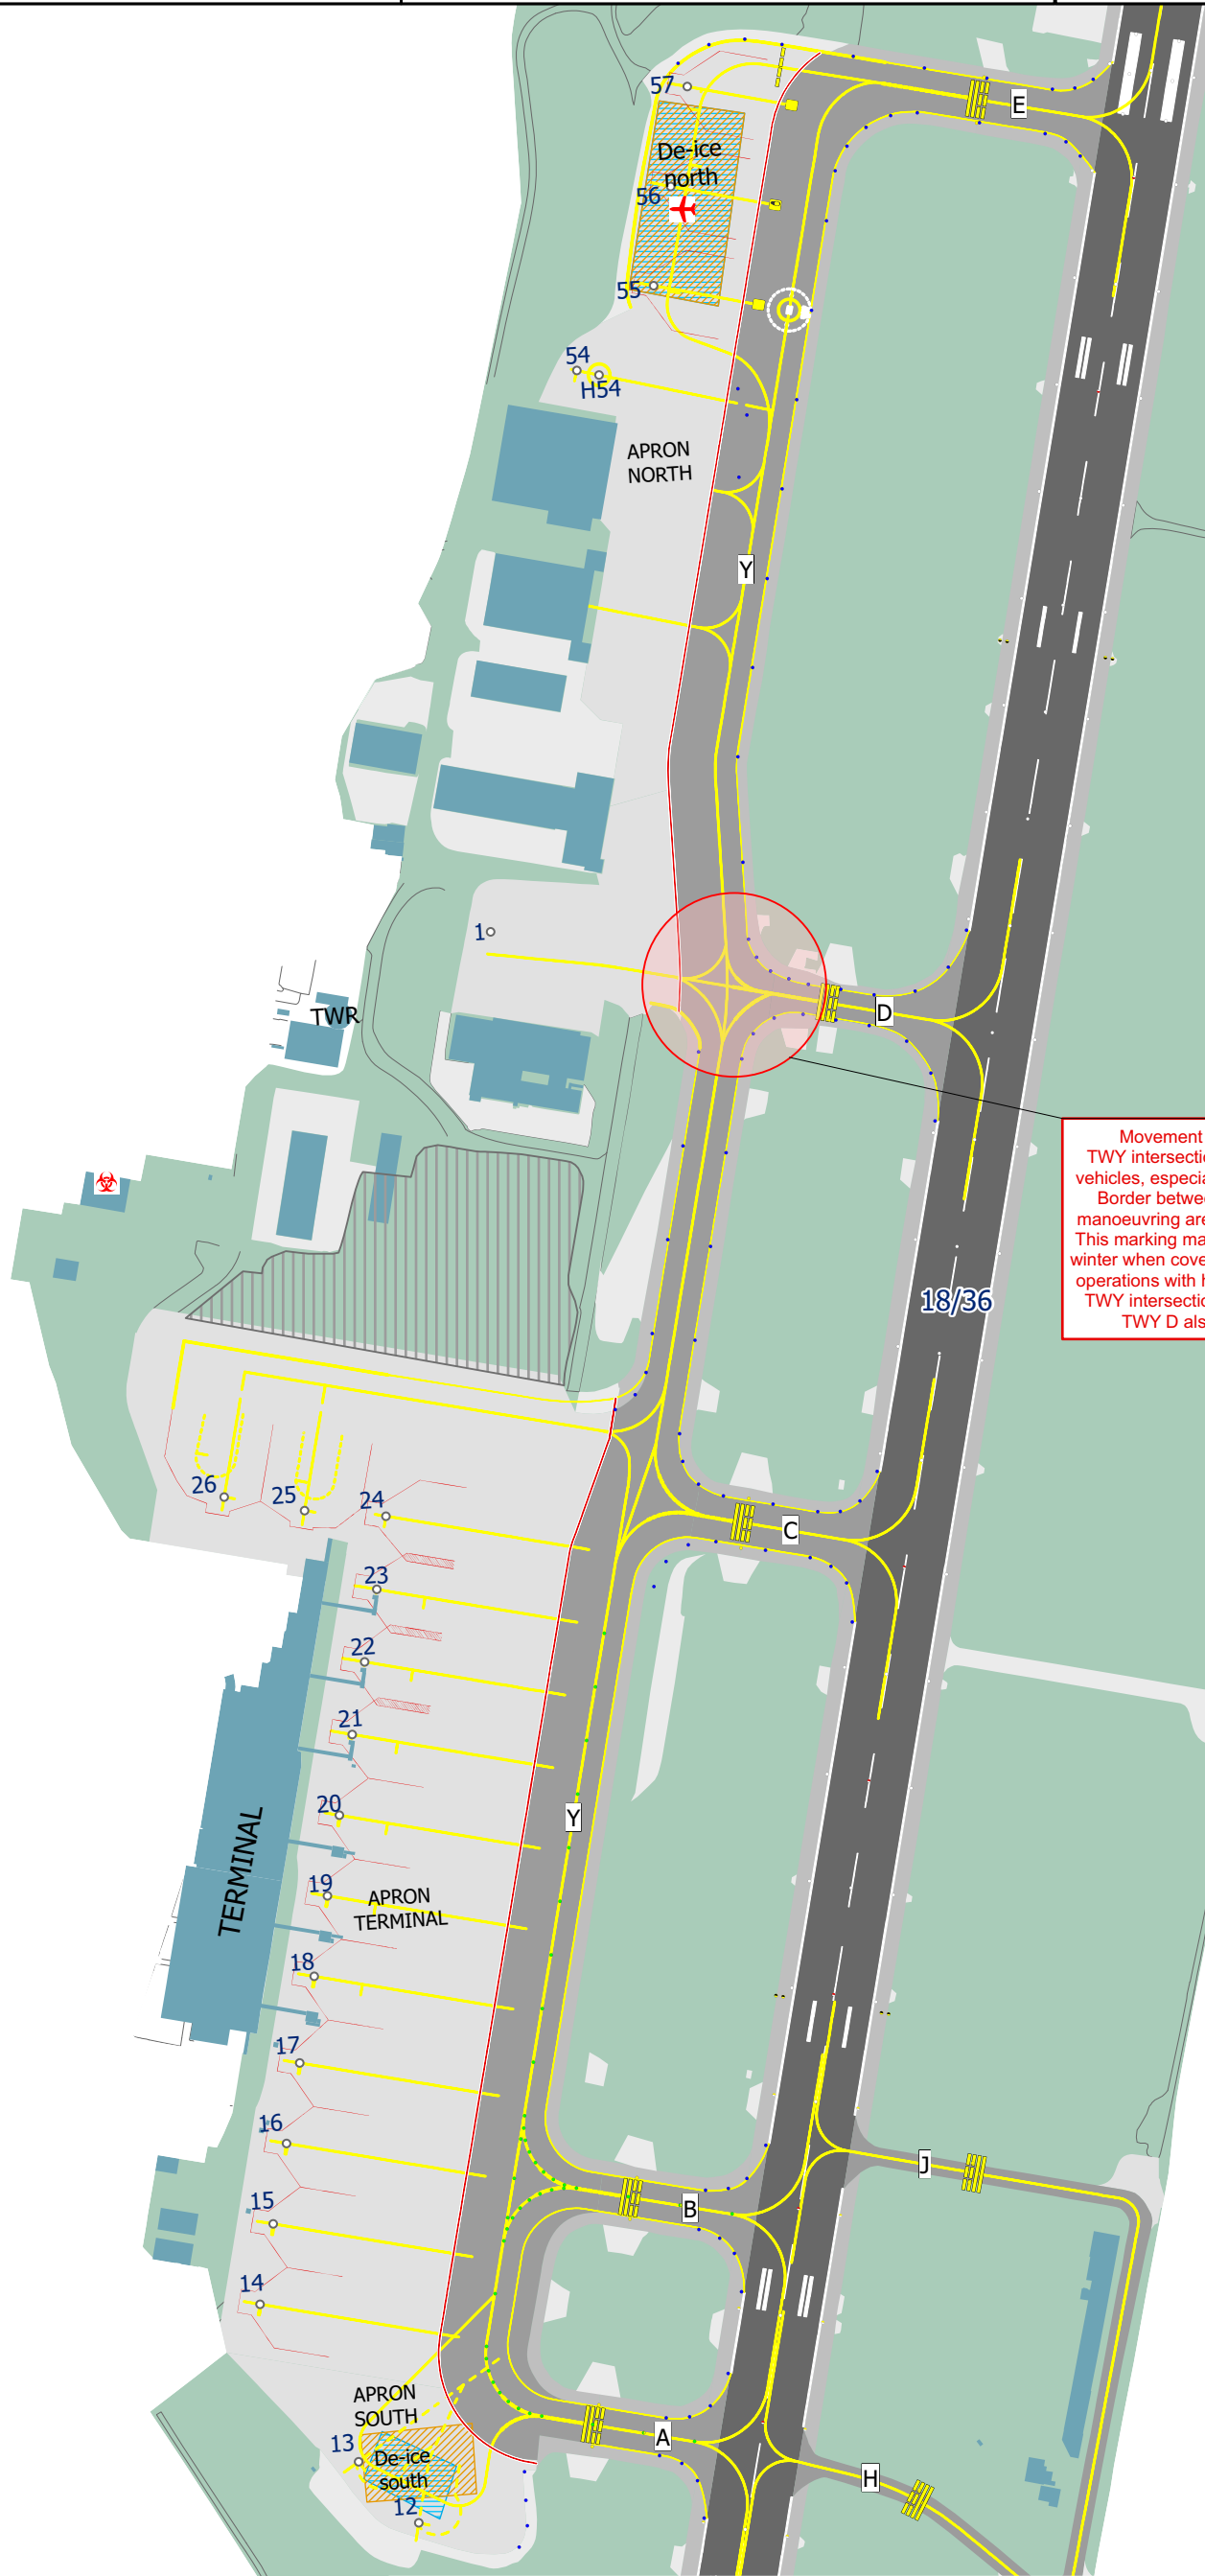 57
E
De-ice
north
56
55
54
H54
APRON
NORTH
Y
1
TWR
D
Movement
TWY intersectio
vehicles, especia
Border betwe
manoeuvring are
This marking ma
winter when cove
operations with h
TWY intersectio
TWY D als
18/36
26
25
24
C
23
22
21
20
Y
TERMINAL
19
APRON
TERMINAL
18
17
16
J
B
15
14
APRON
SOUTH
13
De-ice
south
A
H
12